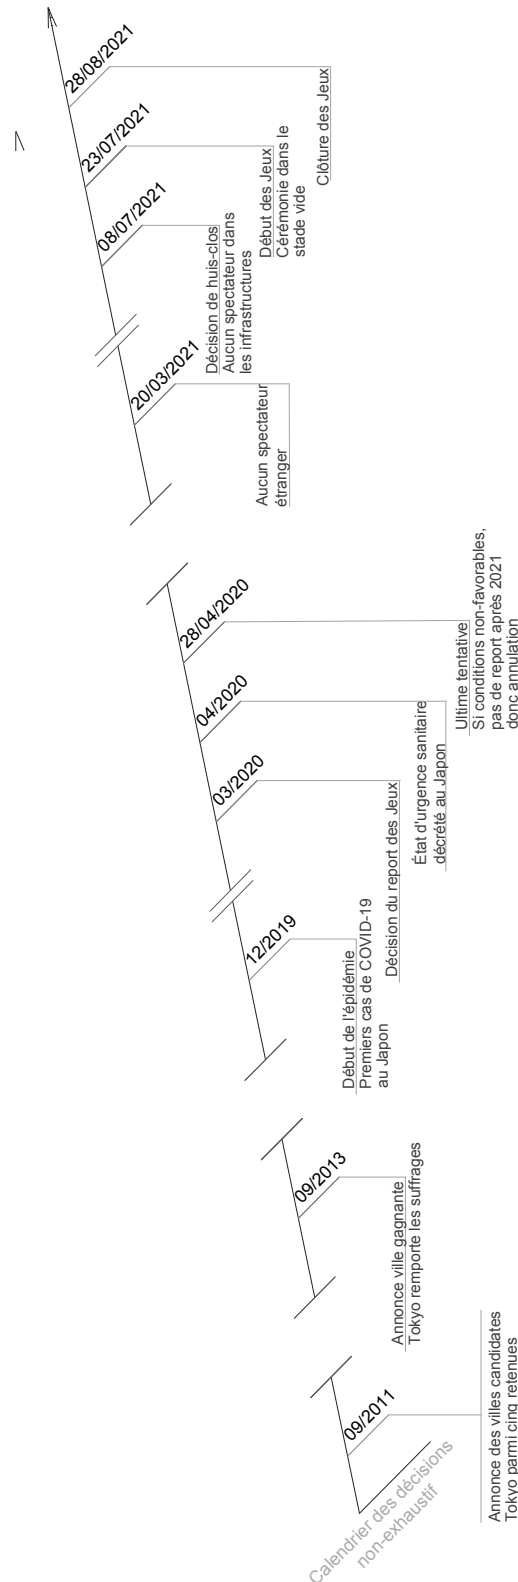 Calendrier des décisions
non-exhaustif
09/2011
Annonce des villes candidates
Tokyo parmi cinq retenues
09/2013
Annonce ville gagnante
Tokyo remporte les suffrages
12/2019
Début de l'épidémie
Premiers cas de COVID-19
au Japon
03/2020
Décision du report des Jeux
04/2020
État d'urgence sanitaire
décrété au Japon
28/04/2020
Ultime tentative
Si conditions non-favorables,
pas de report après 2021
donc annulation
20/03/2021
Aucun spectateur
étranger
08/07/2021
Décision de huis-clos
Aucun spectateur dans
les infrastructures
23/07/2021
Début des Jeux
Cérémonie dans le
stade vide
28/08/2021
Clôture des Jeux